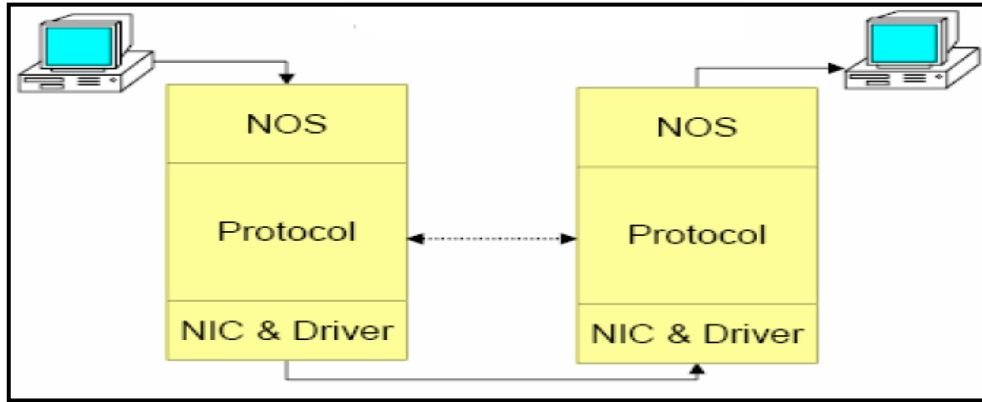 NOS
Protocol
NIC & Driver
NOS
Protocol
NIC & Driver